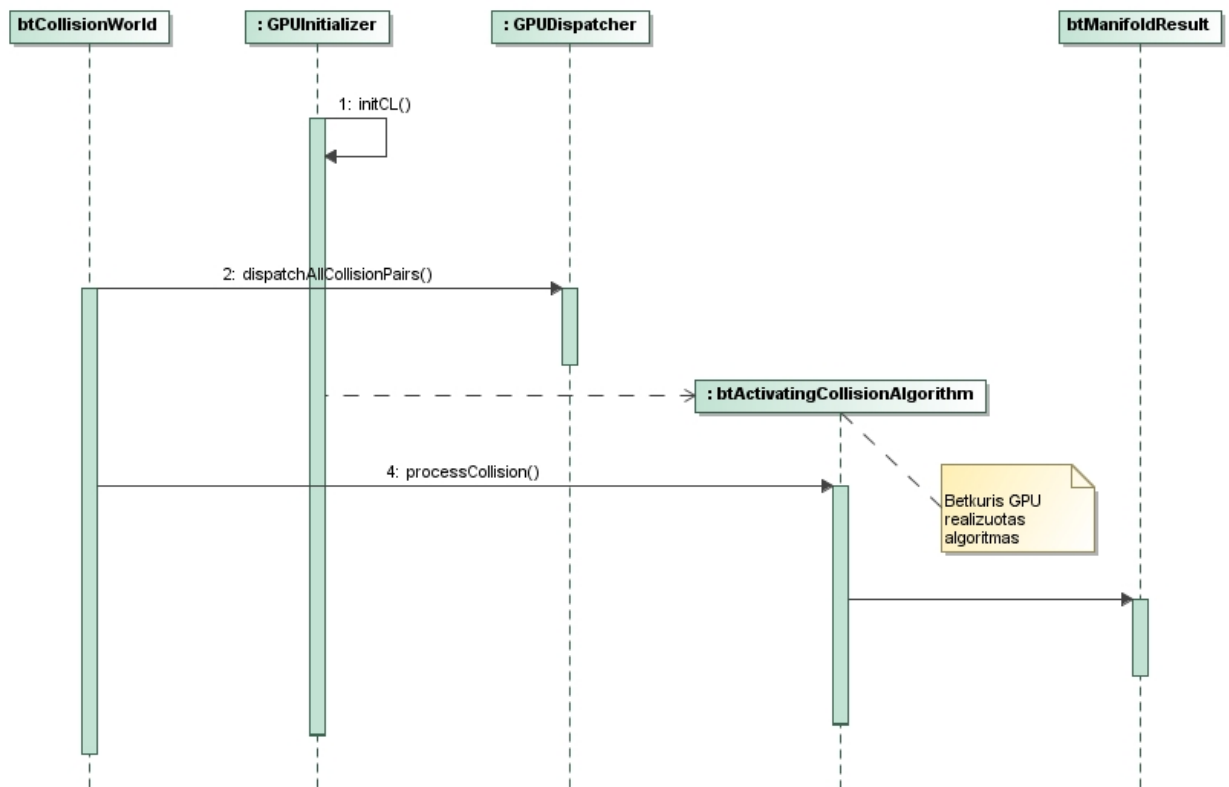 btCollisionWorld
: GPUInitializer
: GPUDispatcher
btManifoldResult
1: initCL()
2: dispatchAllCollisionPairs()
: btActivatingCollisionAlgorithm
4: processCollision()
Betkuris GPU
realizuotas
algoritmas